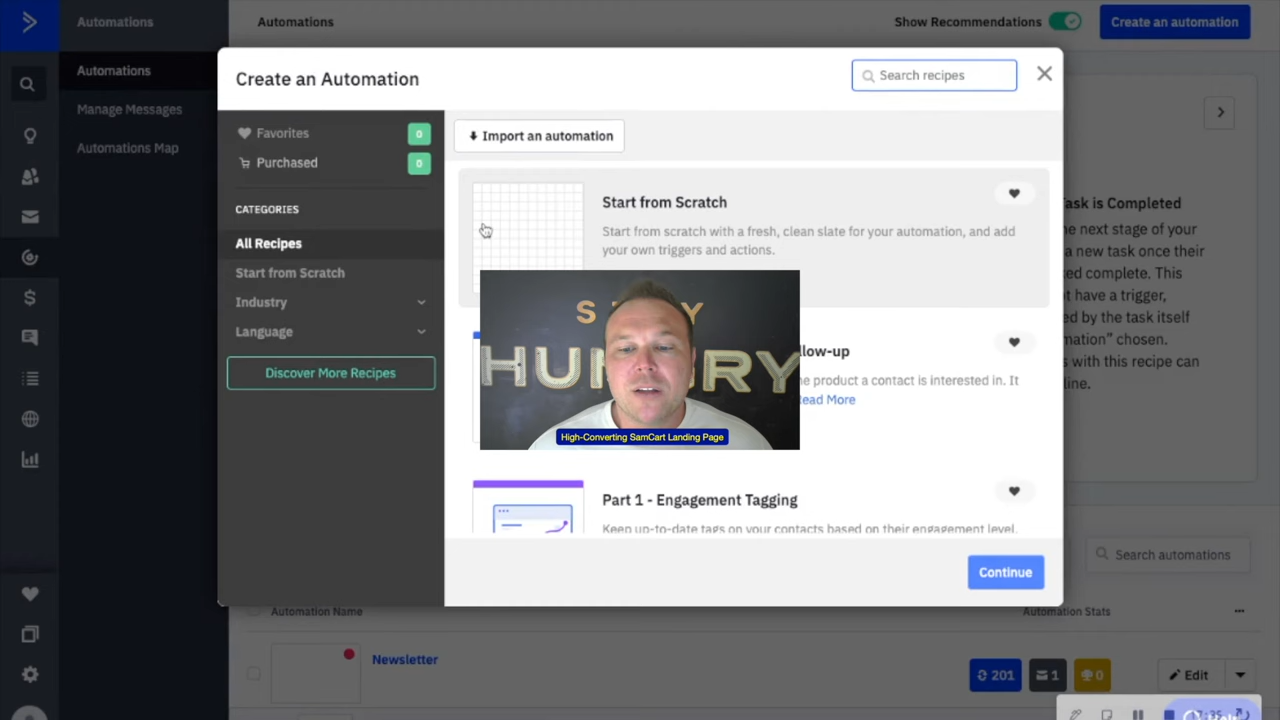 Automations
Automations
Show Recommendations
Create an automation
Automations
Manage Messages
Automations Map
Create an Automation
Search recipes
Favorites
0
Purchased
0
CATEGORIES
All Recipes
Start from Scratch
Industry
Language
Discover More Recipes
Import an automation
Start from Scratch
Start from scratch with a fresh, clean slate for your automation, and add
your own triggers and actions.
llow-up
he product a contact is interested in. It
ead More
Part 1 - Engagement Tagging
Keep up-to-date tags on your contacts based on their engagement level.
Continue
HUNGRY
High-Converting SamCart Landing Page
ask is Completed
he next stage of your
a new task once their
ted complete. This
t have a trigger,
ed by the task itself
mation" chosen.
s with this recipe can
line.
Search automations
Automation Name
Automation Stats
Newsletter
201
1
0
Edit